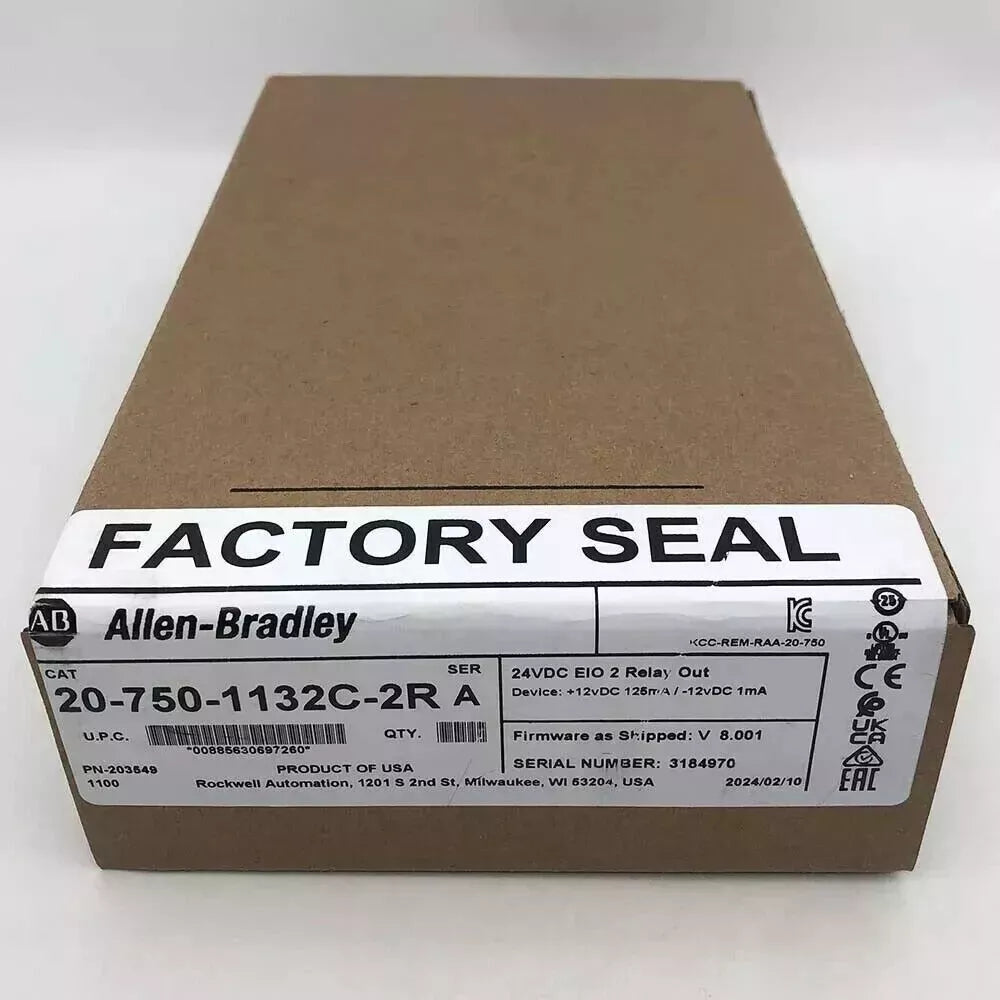 FACTORY SEAL
AB Allen-Bradley
KCC-REM-RAA-20-750
25
CAT SER
20-750-1132C-2R A
24VDC EIO 2 Relay Out
Device: +12vDC 125mA / -12vDC 1mA
U.P.C. QTY.
*00885630697260*
Firmware as Shipped: V 8.001
SERIAL NUMBER: 3184970
PN-203549 PRODUCT OF USA
1100 Rockwell Automation, 1201 S 2nd St, Milwaukee, WI 53204, USA 2024/02/10
CE
UK
CA
EAC